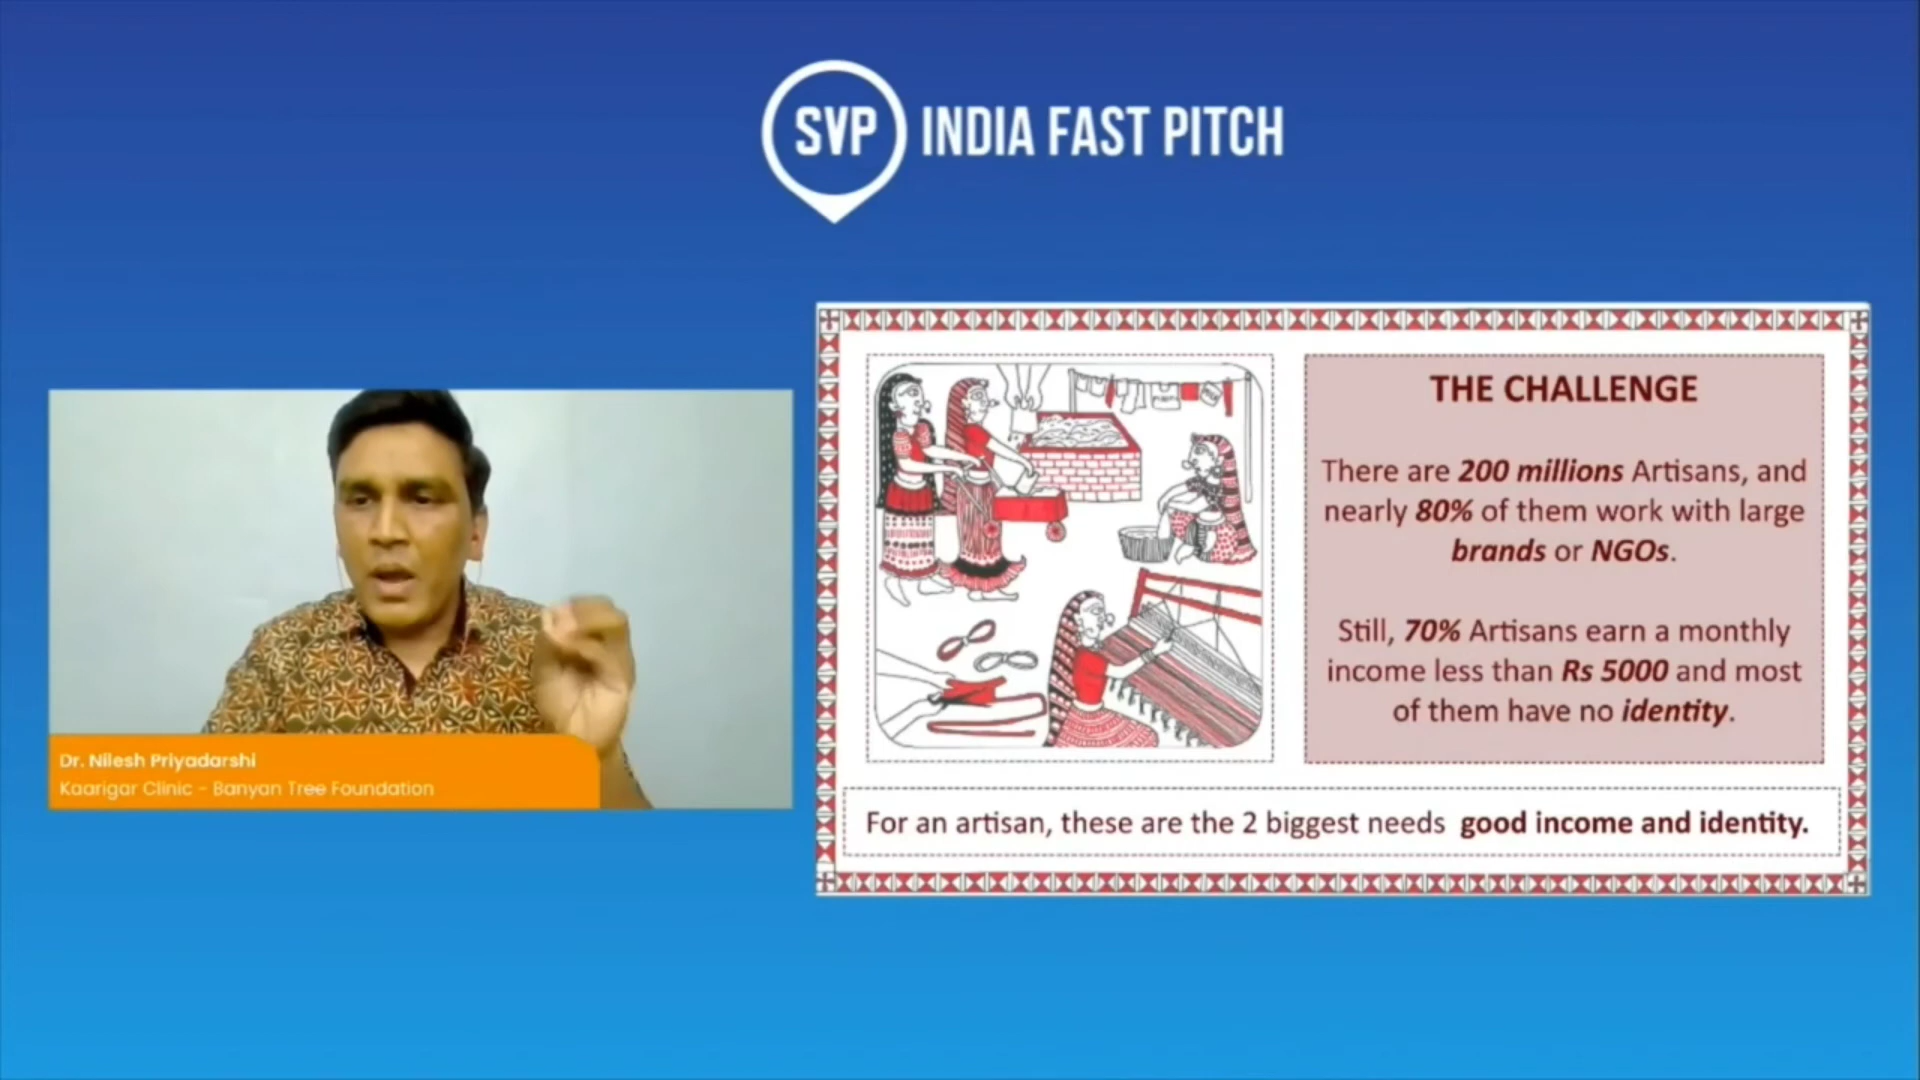 SVP INDIA FAST PITCH
Dr. Nilesh Priyadarshi
Kaarigar Clinic - Banyan Tree Foundation
THE CHALLENGE
There are 200 millions Artisans, and
nearly 80% of them work with large
brands or NGOs.
Still, 70% Artisans earn a monthly
income less than Rs 5000 and most
of them have no identity.
For an artisan, these are the 2 biggest needs good income and identity.